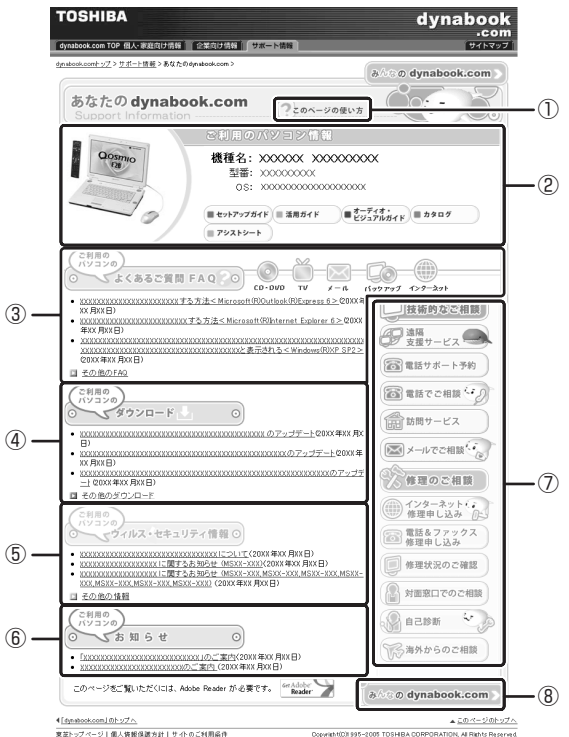 TOSHIBA
dynabook
.com
dynabook.com TOP 個人・家庭向け情報 企業向け情報 サポート情報 サイトマップ
dynabook.comトップ > サポート情報 > あなたのdynabook.com >
みんなの dynabook.com
あなたの dynabook.com
Support Information
?このページの使い方
①
ご利用のパソコン情報
Qosmio
F20
機種名: XXXXXX XXXXXXXXX
型番: XXXXXXXXX
OS: XXXXXXXXXXXXXXXXXX
②
セットアップガイド 活用ガイド オーディオ・ビジュアルガイド カタログ
アシストシート
③
ご利用の
パソコンの
よくあるご質問 FAQ
CD・DVD TV メール バックアップ インターネット
XXXXXXXXXXXXXXXXXXXXXXXXXする方法<Microsoft(R)Outlook(R)Express 6>(20XX年
XX月XX日)
XXXXXXXXXXXXXXXXXXXXXXXXXXXする方法<Microsoft(R)Internet Explorer 6>(20XX
年XX月XX日)
XXXXXXXXXXXXXXXXXXXXXXXXXXXXXXXXXXXXXXXXXXXXXXXXXXXXXXXXXXXXXXXXXXXXXXX
XXXXXXXXXXXXXXXXXXXXXXXXXXXXXXXXXXXXXXXXXと表示される<Windows(R)XP SP2>
(20XX年XX月XX日)
その他のFAQ
④
ご利用の
パソコンの
ダウンロード
XXXXXXXXXXXXXXXXXXXXXXXXXXXXXXXXXXXXXXXXXXXXXX のアップデート(20XX年XX月X
日)
XXXXXXXXXXXXXXXXXXXXXXXXXXXXXXXXXXXXXXXXXXXXXXXXXXXXのアップデート(20XX年
XX月XX日)
XXXXXXXXXXXXXXXXXXXXXXXXXXXXXXXXXXXXXXXXXXXXXXXXXXXXXXXXXXXXXXXのアップデ
ート(20XX年XX月XX日)
その他のダウンロード
⑤
ご利用の
パソコンの
ウィルス・セキュリティ情報
XXXXXXXXXXXXXXXXXXXXXXXXXXXXXXXXXXについて(20XX年XX月XX日)
XXXXXXXXXXXXXXXXXXXXに関するお知らせ (MSXX-XXX)(20XX年XX月XX日)
XXXXXXXXXXXXXXXXXXXXに関するお知らせ (MSXX-XXX,MSXX-XXX,MSXX-XXX,MSXX-
XXX,MSXX-XXX,MSXX-XXX,MSXX-XXX) (20XX年XX月XX日)
その他の情報
⑥
ご利用の
パソコンの
お知らせ
「XXXXXXXXXXXXXXXXXXXXXXXXXXXXX」のご案内(20XX年XX月XX日)
XXXXXXXXXXXXXXXXXXXXXXXXXXのご案内 (20XX年XX月XX日)
技術的なご相談
遠隔
支援サービス
電話サポート予約
電話でご相談
訪問サービス
メールでご相談
⑦
修理のご相談
インターネット
修理申し込み
電話&ファックス
修理申し込み
修理状況のご確認
対面窓口でのご相談
自己診断
海外からのご相談
このページをご覧いただくには、Adobe Reader が必要です。
Get Adobe
Reader
みんなの dynabook.com
⑧
「dynabook.com」のトップへ
このページのトップへ
東芝トップページ | 個人情報保護方針 | サイトのご利用条件
Copyright(C)1995-2005 TOSHIBA CORPORATION, All Rights Reserved.